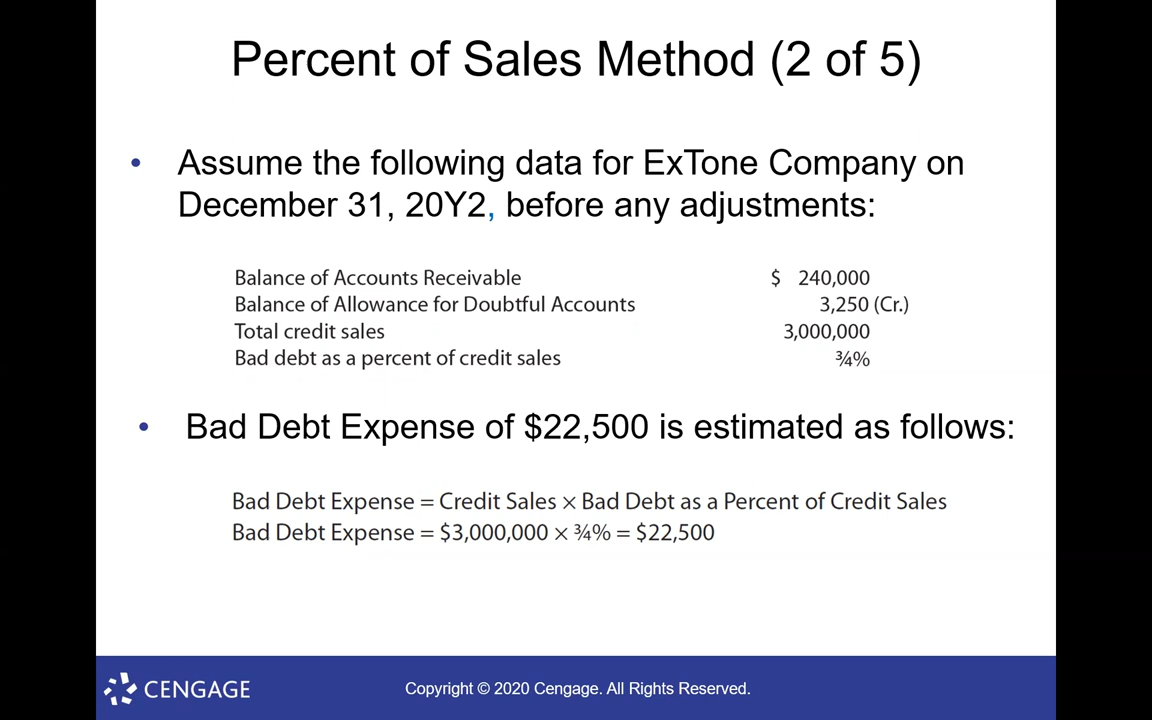 Percent of Sales Method (2 of 5)
• Assume the following data for ExTone Company on
December 31, 20Y2, before any adjustments:
Balance of Accounts Receivable $ 240,000
Balance of Allowance for Doubtful Accounts 3,250 (Cr.)
Total credit sales 3,000,000
Bad debt as a percent of credit sales ¾%
• Bad Debt Expense of $22,500 is estimated as follows:
Bad Debt Expense = Credit Sales × Bad Debt as a Percent of Credit Sales
Bad Debt Expense = $3,000,000 × ¾% = $22,500
CENGAGE
Copyright © 2020 Cengage. All Rights Reserved.